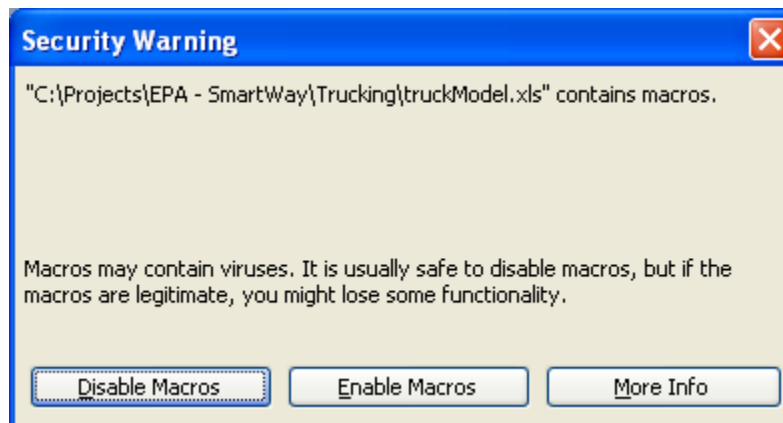 Security Warning
"C:\Projects\EPA - SmartWay\Trucking\truckModel.xls" contains macros.
Macros may contain viruses. It is usually safe to disable macros, but if the
macros are legitimate, you might lose some functionality.
Disable Macros Enable Macros More Info